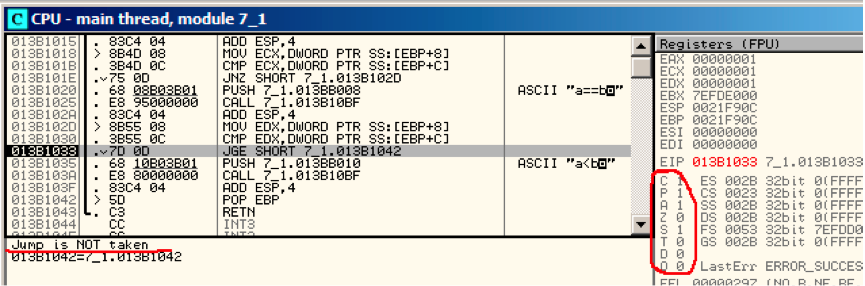 C CPU - main thread, module 7_1
013B1015 . 83C4 04 ADD ESP,4
013B1018 > 8B4D 08 MOV ECX,DWORD PTR SS:[EBP+8]
013B101B . 3B4D 0C CMP ECX,DWORD PTR SS:[EBP+C]
013B101E .v75 0D JNZ SHORT 7_1.013B102D
013B1020 . 68 08B03B01 PUSH 7_1.013BB008 ASCII "a==b"
013B1025 . E8 95000000 CALL 7_1.013B10BF
013B102A . 83C4 04 ADD ESP,4
013B102D > 8B55 08 MOV EDX,DWORD PTR SS:[EBP+8]
013B1030 . 3B55 0C CMP EDX,DWORD PTR SS:[EBP+C]
013B1033 .v7D 0D JGE SHORT 7_1.013B1042
013B1035 . 68 10B03B01 PUSH 7_1.013BB010 ASCII "a<b"
013B103A . E8 80000000 CALL 7_1.013B10BF
013B103F . 83C4 04 ADD ESP,4
013B1042 > 5D POP EBP
013B1043 . C3 RETN
013B1044 CC INT3
Jump is NOT taken
013B1042=7_1.013B1042
Registers (FPU)
EAX 00000001
ECX 00000001
EDX 00000001
EBX 7EFDE000
ESP 0021F90C
EBP 0021F90C
ESI 00000000
EDI 00000000
EIP 013B1033 7_1.013B1033
C 1 ES 002B 32bit 0(FFFF
P 1 CS 0023 32bit 0(FFFF
A 1 SS 002B 32bit 0(FFFF
Z 0 DS 002B 32bit 0(FFFF
S 1 FS 0053 32bit 7EFDD0
T 0 GS 002B 32bit 0(FFFF
D 0
O 0 LastErr ERROR_SUCCES
EFL 00000297 (NO,B,NE,BE,